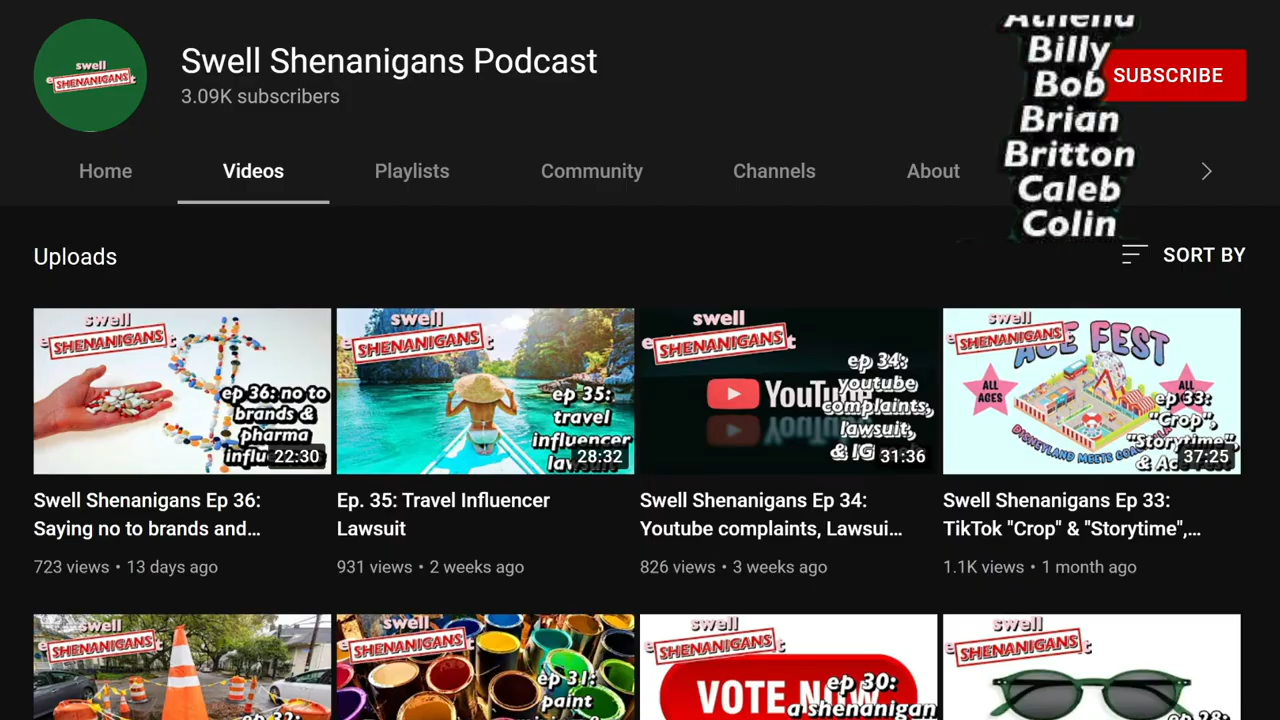 swell
SHENANIGANS
Swell Shenanigans Podcast
3.09K subscribers
Athena
Billy
Bob
Brian
Britton
Caleb
Colin
SUBSCRIBE
Home
Videos
Playlists
Community
Channels
About
Uploads
SORT BY
swell
SHENANIGANS
ep 36: no to
brands &
pharma
influ
22:30
swell
SHENANIGANS
ep 35:
travel
influencer
22:32
swell
SHENANIGANS
YouTube
ep 34:
youtube
complaints,
lawsuit,
& IG
31:36
swell
SHENANIGANS
ACE FEST
ALL
AGES
ALL
DISNEYLAND MEETS
ep 33:
"Crop",
"Storytime"
& Ac
37:25
Swell Shenanigans Ep 36:
Saying no to brands and...
723 views • 13 days ago
Ep. 35: Travel Influencer
Lawsuit
931 views • 2 weeks ago
Swell Shenanigans Ep 34:
Youtube complaints, Lawsui...
826 views • 3 weeks ago
Swell Shenanigans Ep 33:
TikTok "Crop" & "Storytime",...
1.1K views • 1 month ago
swell
SHENANIGANS
swell
SHENANIGANS
ep 31:
paint
swell
SHENANIGANS
VOTE NOW
ep 30:
a shenanigan
swell
SHENANIGANS